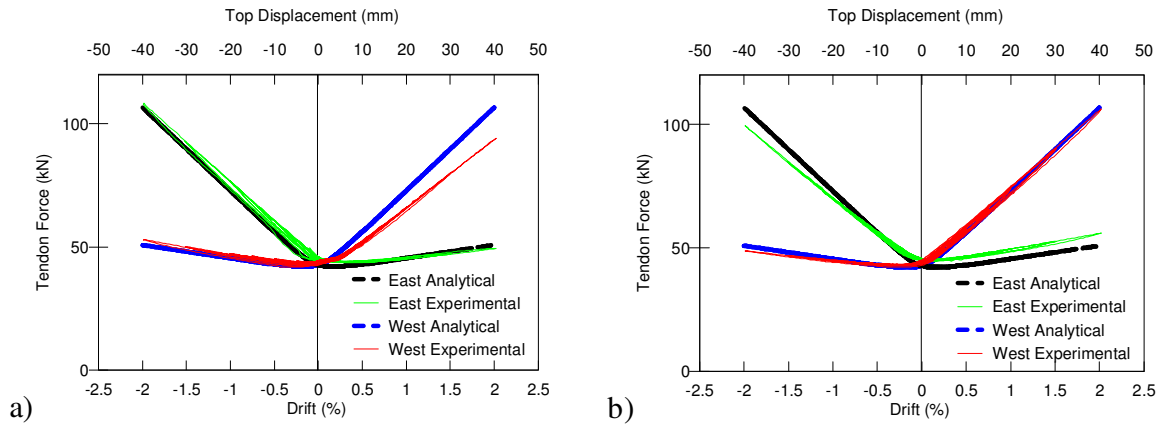 Top Displacement (mm)
-50 -40 -30 -20 -10 0 10 20 30 40 50
100
50
0
Tendon Force (kN)
East Analytical
East Experimental
West Analytical
West Experimental
-2.5 -2 -1.5 -1 -0.5 0 0.5 1 1.5 2 2.5
Drift (%)
a)
Top Displacement (mm)
-50 -40 -30 -20 -10 0 10 20 30 40 50
100
50
0
Tendon Force (kN)
East Analytical
East Experimental
West Analytical
West Experimental
-2.5 -2 -1.5 -1 -0.5 0 0.5 1 1.5 2 2.5
Drift (%)
b)